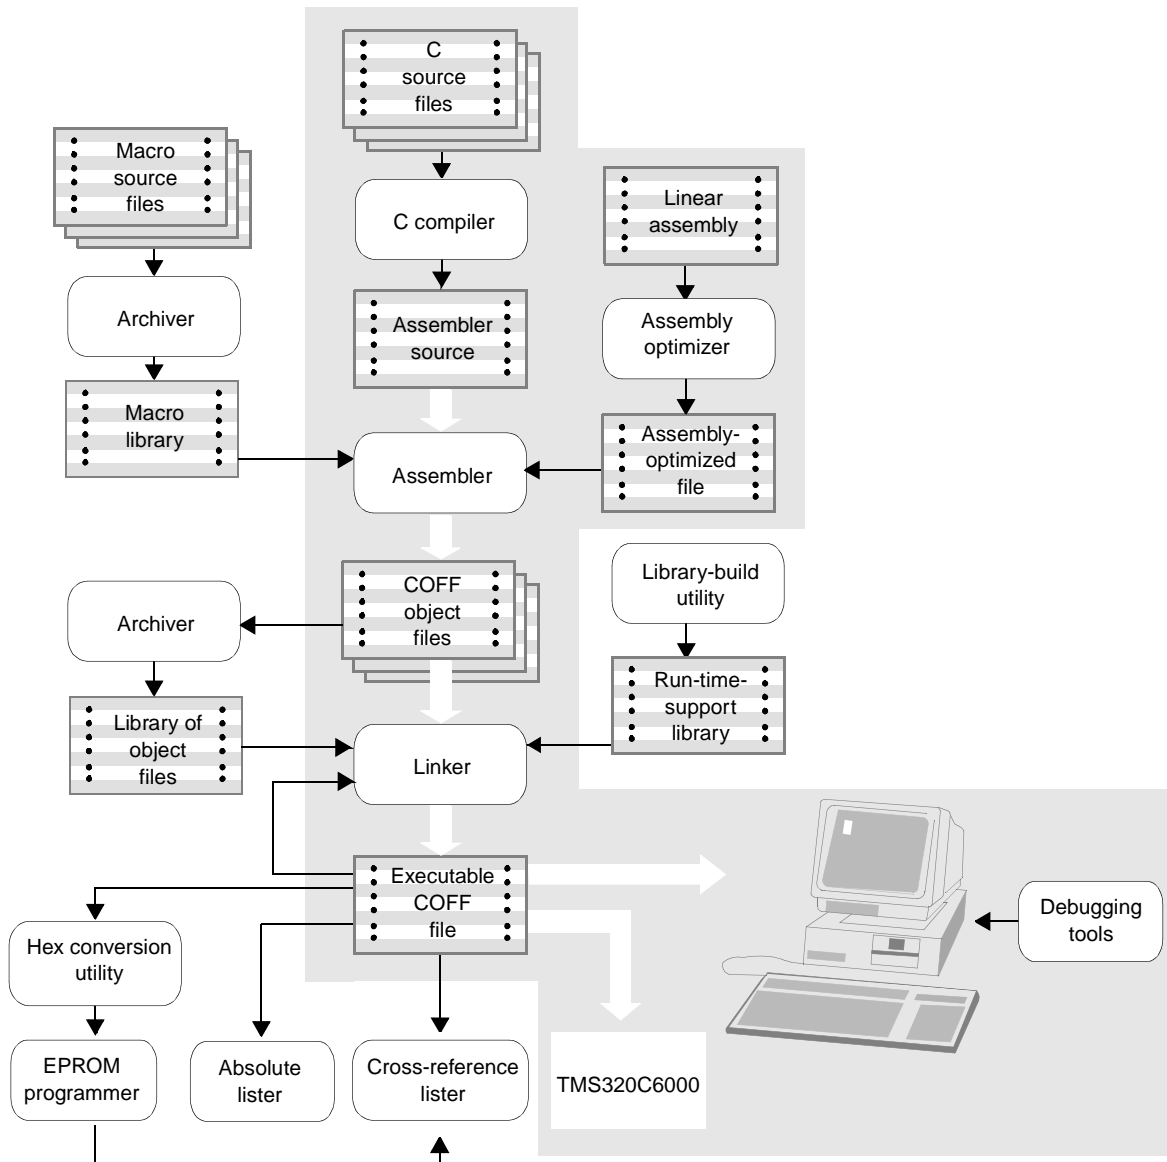 C
source
files
Macro
source
files
C compiler
Linear
assembly
Archiver
Assembler
source
Assembly
optimizer
Macro
library
Assembler
Assembly-
optimized
file
COFF
object
files
Library-build
utility
Archiver
Library of
object
files
Linker
Run-time-
support
library
Executable
COFF
file
Debugging
tools
Hex conversion
utility
EPROM
programmer
Absolute
lister
Cross-reference
lister
TMS320C6000